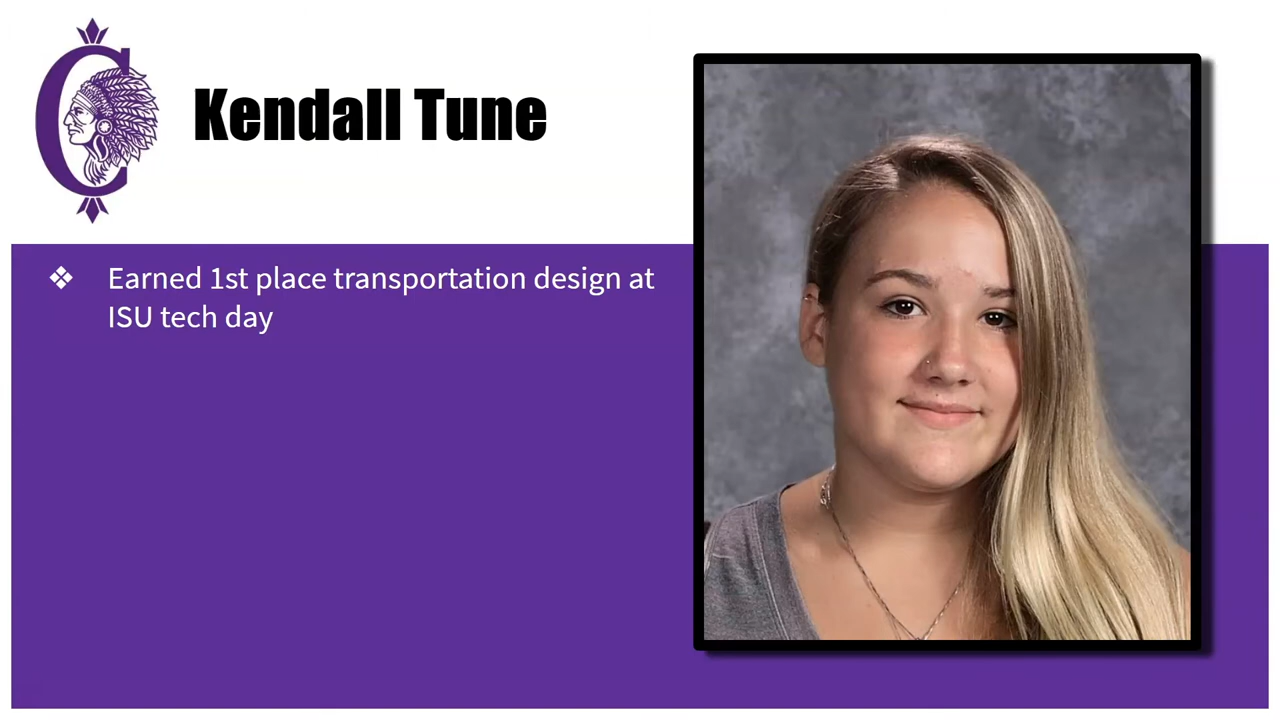 Kendall Tune
❖ Earned 1st place transportation design at
ISU tech day